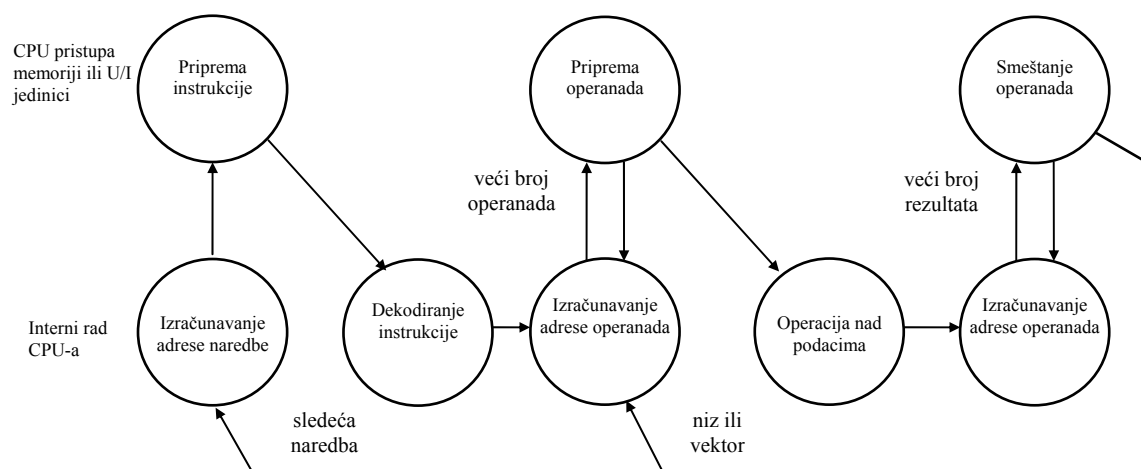 CPU pristupa
memoriji ili U/I
jedinici
Priprema
instrukcije
Priprema
operanada
Smeštanje
operanada
veći broj
operanada
veći broj
rezultata
Interni rad
CPU-a
Izračunavanje
adrese naredbe
Dekodiranje
instrukcije
Izračunavanje
adrese operanada
Operacija nad
podacima
Izračunavanje
adrese operanada
sledeća
naredba
niz ili
vektor